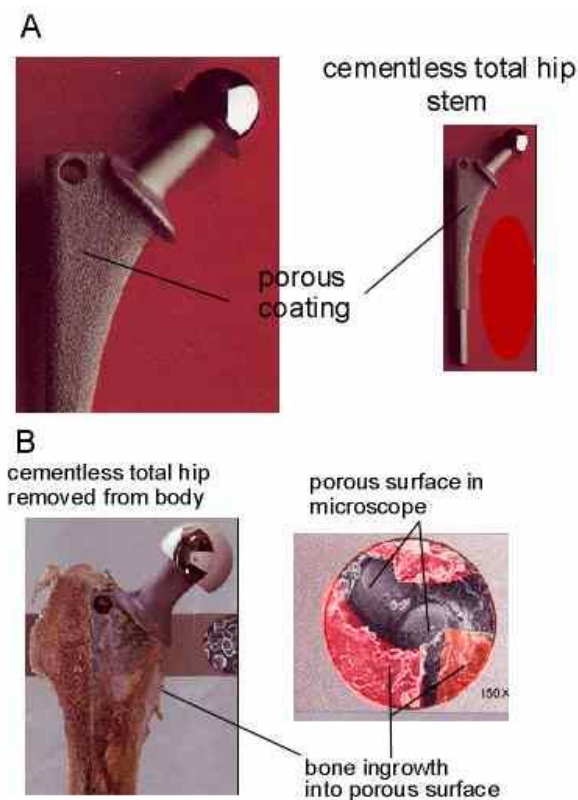 A
cementless total hip
stem
porous
coating
B
cementless total hip
removed from body
porous surface in
microscope
150X
bone ingrowth
into porous surface